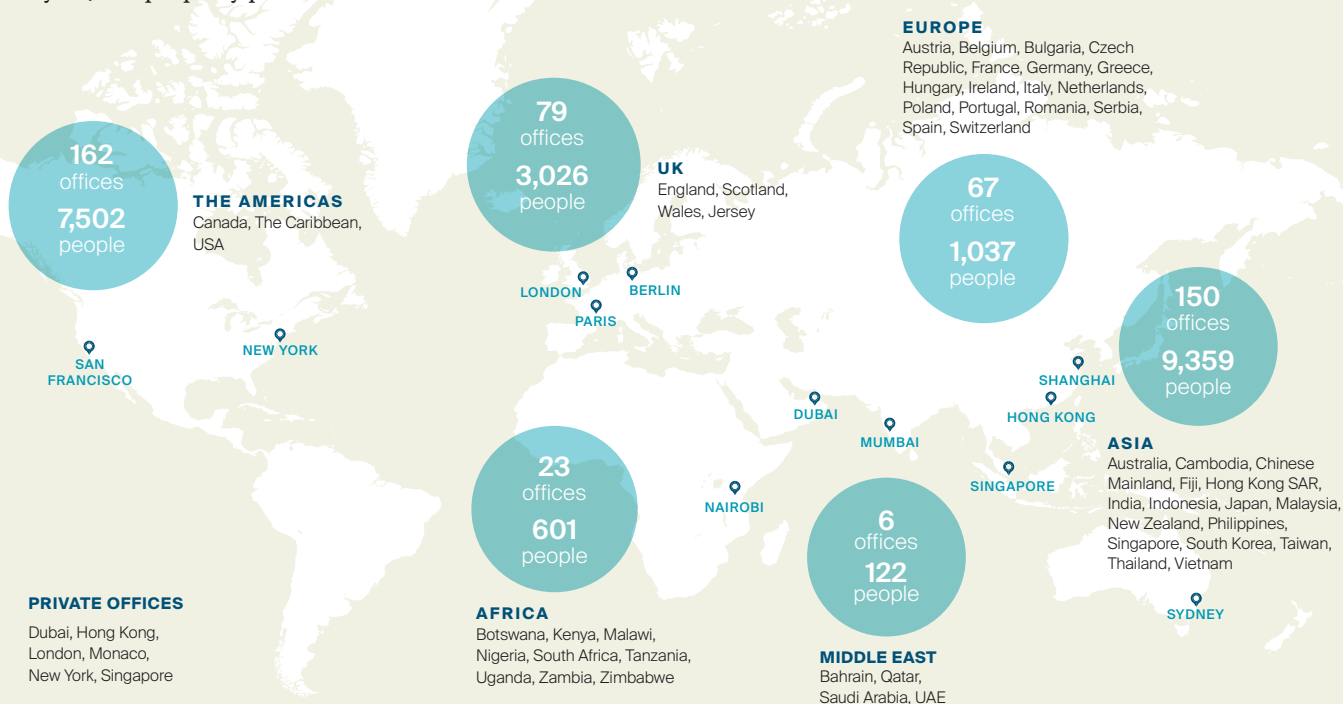 EUROPE
Austria, Belgium, Bulgaria, Czech
Republic, France, Germany, Greece,
Hungary, Ireland, Italy, Netherlands,
Poland, Portugal, Romania, Serbia,
Spain, Switzerland
67
offices
1,037
people
79
offices
3,026
people
UK
England, Scotland,
Wales, Jersey
162
offices
7,502
people
THE AMERICAS
Canada, The Caribbean,
USA
LONDON
BERLIN
PARIS
NEW YORK
SAN
FRANCISCO
150
offices
9,359
people
SHANGHAI
HONG KONG
DUBAI
MUMBAI
SINGAPORE
NAIROBI
ASIA
Australia, Cambodia, Chinese
Mainland, Fiji, Hong Kong SAR,
India, Indonesia, Japan, Malaysia,
New Zealand, Philippines,
Singapore, South Korea, Taiwan,
Thailand, Vietnam
SYDNEY
23
offices
601
people
AFRICA
Botswana, Kenya, Malawi,
Nigeria, South Africa, Tanzania,
Uganda, Zambia, Zimbabwe
6
offices
122
people
MIDDLE EAST
Bahrain, Qatar,
Saudi Arabia, UAE
PRIVATE OFFICES
Dubai, Hong Kong,
London, Monaco,
New York, Singapore